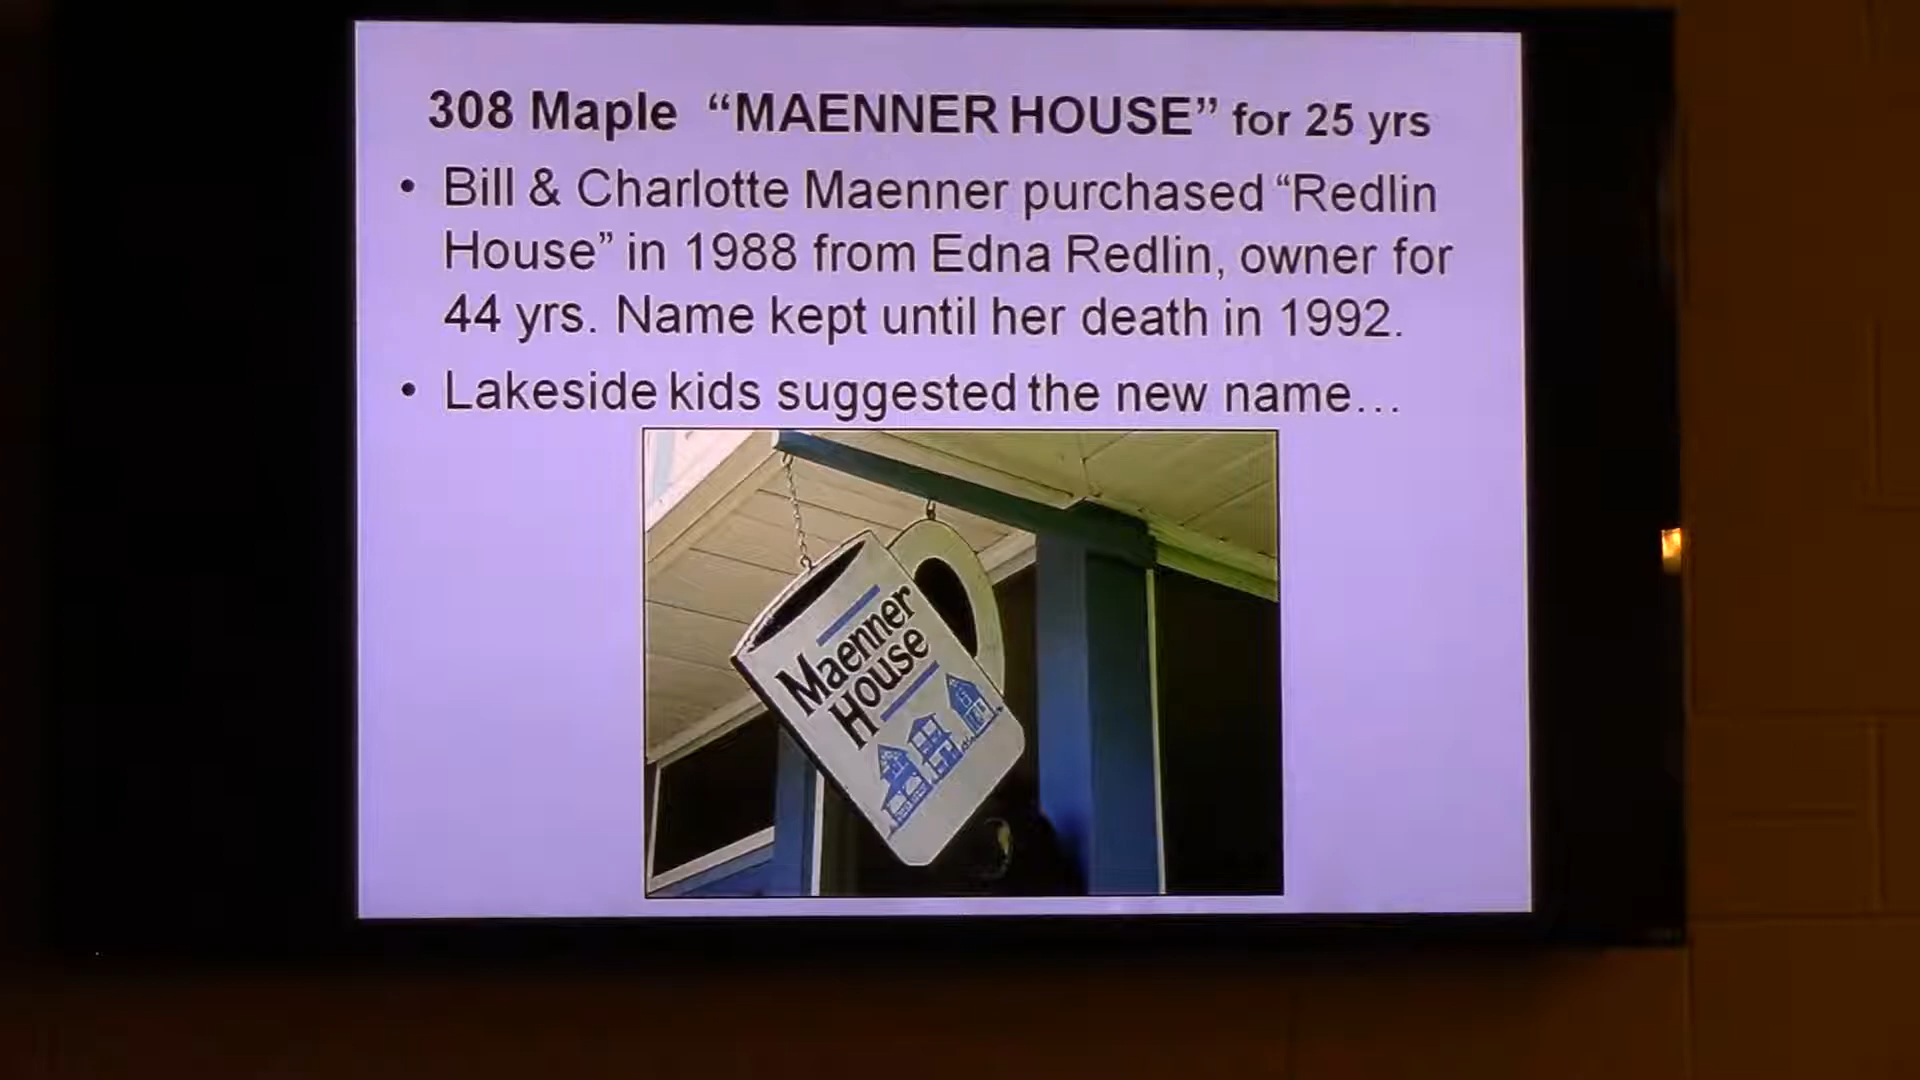 308 Maple “MAENNER HOUSE” for 25 yrs
• Bill & Charlotte Maenner purchased “Redlin
House” in 1988 from Edna Redlin, owner for
44 yrs. Name kept until her death in 1992.
• Lakeside kids suggested the new name…
Maenner
House